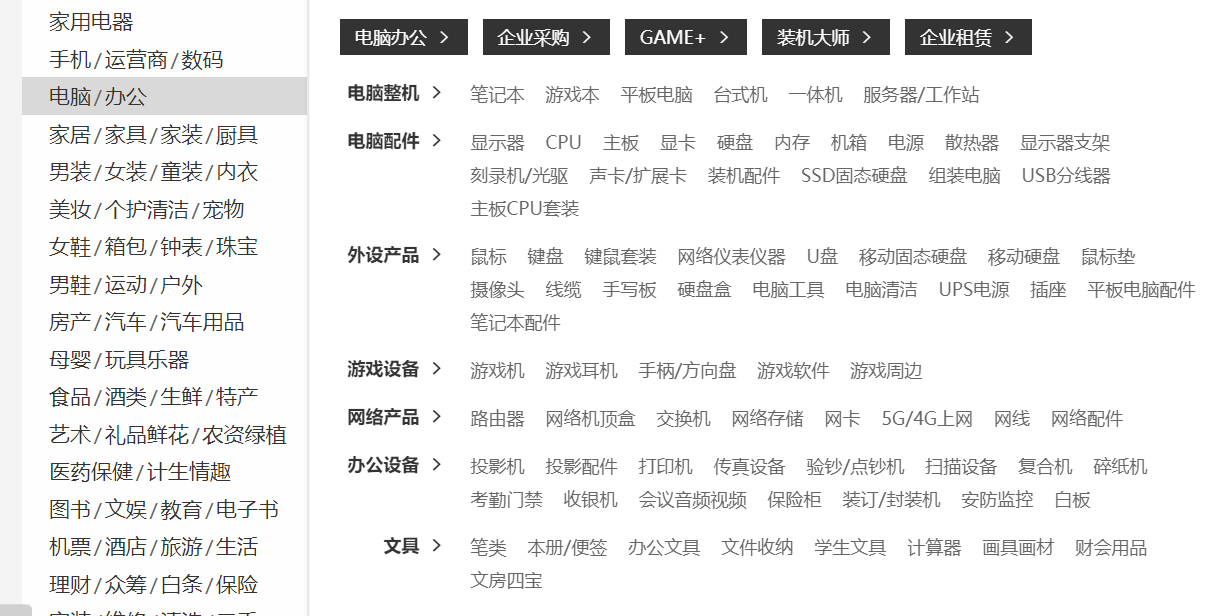 家用电器
手机/运营商/数码
电脑/办公
家居/家具/家装/厨具
男装/女装/童装/内衣
美妆/个护清洁/宠物
女鞋/箱包/钟表/珠宝
男鞋/运动/户外
房产/汽车/汽车用品
母婴/玩具乐器
食品/酒类/生鲜/特产
艺术/礼品鲜花/农资绿植
医药保健/计生情趣
图书/文娱/教育/电子书
机票/酒店/旅游/生活
理财/众筹/白条/保险
电脑办公 > 企业采购 > GAME+ > 装机大师 > 企业租赁 >
电脑整机 > 笔记本 游戏本 平板电脑 台式机 一体机 服务器/工作站
电脑配件 > 显示器 CPU 主板 显卡 硬盘 内存 机箱 电源 散热器 显示器支架
刻录机/光驱 声卡/扩展卡 装机配件 SSD固态硬盘 组装电脑 USB分线器
主板CPU套装
外设产品 > 鼠标 键盘 键鼠套装 网络仪表仪器 U盘 移动固态硬盘 移动硬盘 鼠标垫
摄像头 线缆 手写板 硬盘盒 电脑工具 电脑清洁 UPS电源 插座 平板电脑配件
笔记本配件
游戏设备 > 游戏机 游戏耳机 手柄/方向盘 游戏软件 游戏周边
网络产品 > 路由器 网络机顶盒 交换机 网络存储 网卡 5G/4G上网 网线 网络配件
办公设备 > 投影机 投影配件 打印机 传真设备 验钞/点钞机 扫描设备 复合机 碎纸机
考勤门禁 收银机 会议音频视频 保险柜 装订/封装机 安防监控 白板
文具 > 笔类 本册/便签 办公文具 文件收纳 学生文具 计算器 画具画材 财会用品
文房四宝